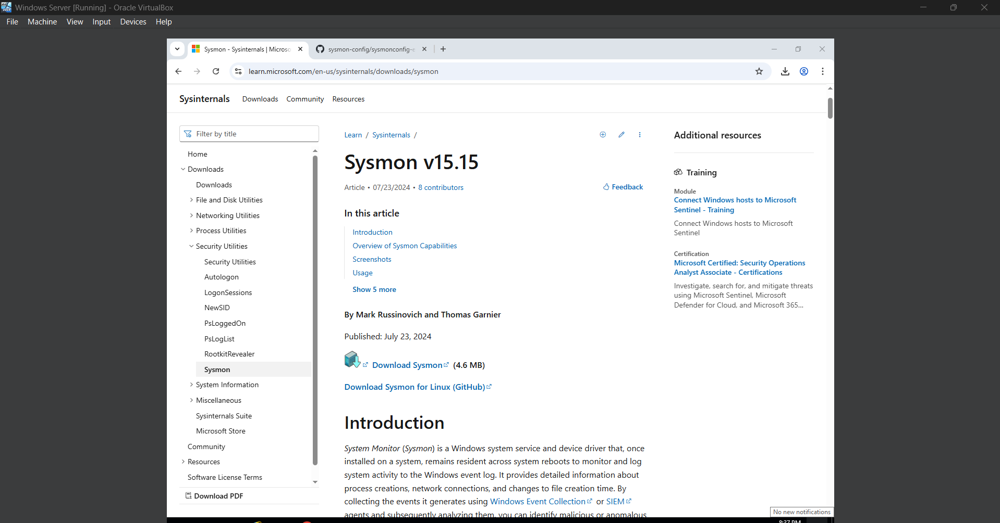 Windows Server [Running] - Oracle VirtualBox
File Machine View Input Devices Help
Sysmon - Sysinternals | Microso
sysmon-config/sysmonconfig-e
learn.microsoft.com/en-us/sysinternals/downloads/sysmon
Sysinternals Downloads Community Resources
Filter by title
Home
Downloads
Downloads
File and Disk Utilities
Networking Utilities
Process Utilities
Security Utilities
Security Utilities
Autologon
LogonSessions
NewSID
PsLoggedOn
PsLogList
RootkitRevealer
Sysmon
System Information
Miscellaneous
Sysinternals Suite
Microsoft Store
Community
Resources
Software License Terms
Download PDF
Learn / Sysinternals /
Sysmon v15.15
Article • 07/23/2024 • 8 contributors
Feedback
In this article
Introduction
Overview of Sysmon Capabilities
Screenshots
Usage
Show 5 more
By Mark Russinovich and Thomas Garnier
Published: July 23, 2024
Download Sysmon (4.6 MB)
Download Sysmon for Linux (GitHub)
Introduction
System Monitor (Sysmon) is a Windows system service and device driver that, once
installed on a system, remains resident across system reboots to monitor and log
system activity to the Windows event log. It provides detailed information about
process creations, network connections, and changes to file creation time. By
collecting the events it generates using Windows Event Collection or SIEM
agents and subsequently analyzing them, you can identify malicious or anomalous
Additional resources
Training
Module
Connect Windows hosts to Microsoft
Sentinel - Training
Connect Windows hosts to Microsoft
Sentinel
Certification
Microsoft Certified: Security Operations
Analyst Associate - Certifications
Investigate, search for, and mitigate threats
using Microsoft Sentinel, Microsoft
Defender for Cloud, and Microsoft 365...
No new notifications
8:37 PM